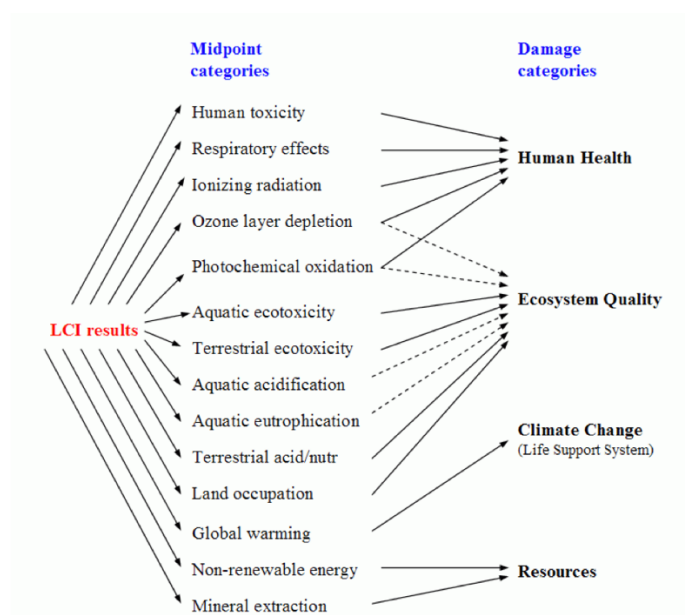 Midpoint
categories
Damage
categories
Human toxicity
Respiratory effects
Human Health
Ionizing radiation
Ozone layer depletion
Photochemical oxidation
Ecosystem Quality
Aquatic ecotoxicity
LCI results
Terrestrial ecotoxicity
Aquatic acidification
Aquatic eutrophication
Climate Change
(Life Support System)
Terrestrial acid/nutr
Land occupation
Global warming
Non-renewable energy
Resources
Mineral extraction